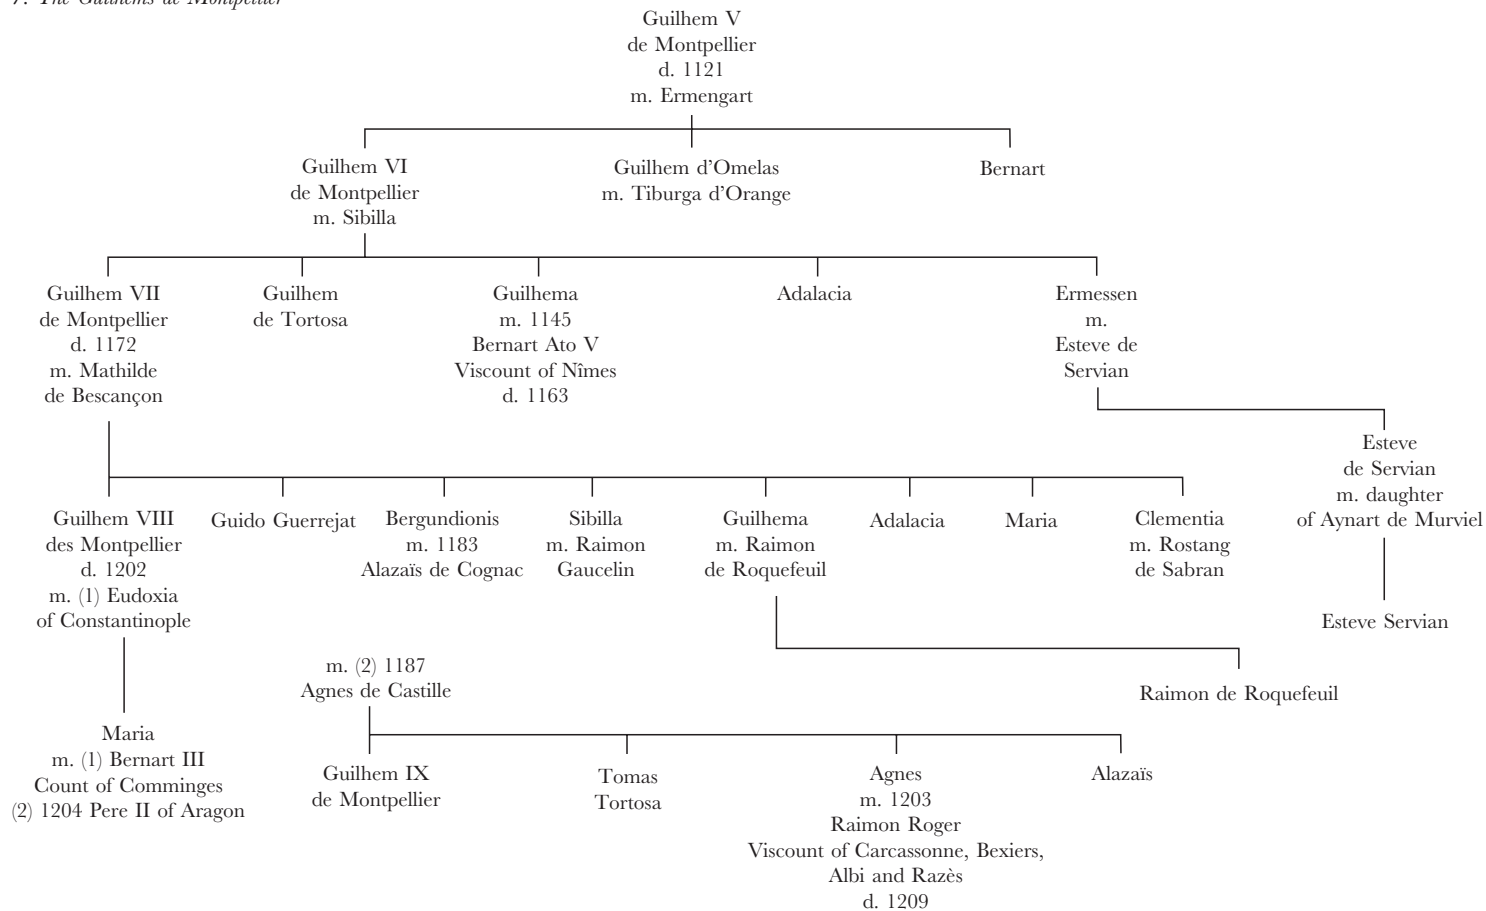 7. The Guilhems de Montpellier
Guilhem V
de Montpellier
d. 1121
m. Ermengart
Guilhem VI
de Montpellier
m. Sibilla
Guilhem d'Omelas
m. Tiburga d'Orange
Bernart
Guilhem VII
de Montpellier
d. 1172
m. Mathilde
de Bescançon
Guilhem
de Tortosa
Guilhema
m. 1145
Bernart Ato V
Viscount of Nîmes
d. 1163
Adalacia
Ermessen
m.
Esteve de
Servian
Esteve
de Servian
m. daughter
of Aynart de Murviel
Guilhem VIII
des Montpellier
d. 1202
m. (1) Eudoxia
of Constantinople
Guido Guerrejat
Bergundionis
m. 1183
Alazaïs de Cognac
Sibilla
m. Raimon
Gaucelin
Guilhema
m. Raimon
de Roquefeuil
Adalacia
Maria
Clementia
m. Rostang
de Sabran
Esteve Servian
m. (2) 1187
Agnes de Castille
Raimon de Roquefeuil
Maria
m. (1) Bernart III
Count of Comminges
(2) 1204 Pere II of Aragon
Guilhem IX
de Montpellier
Tomas
Tortosa
Agnes
m. 1203
Raimon Roger
Viscount of Carcassonne, Bexiers,
Albi and Razès
d. 1209
Alazaïs